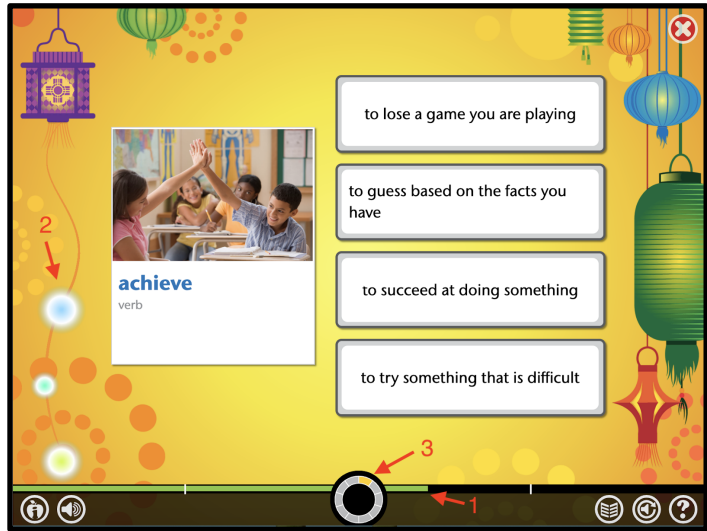 to lose a game you are playing
to guess based on the facts you
have
2
achieve
verb
to succeed at doing something
to try something that is difficult
3
1
i
?